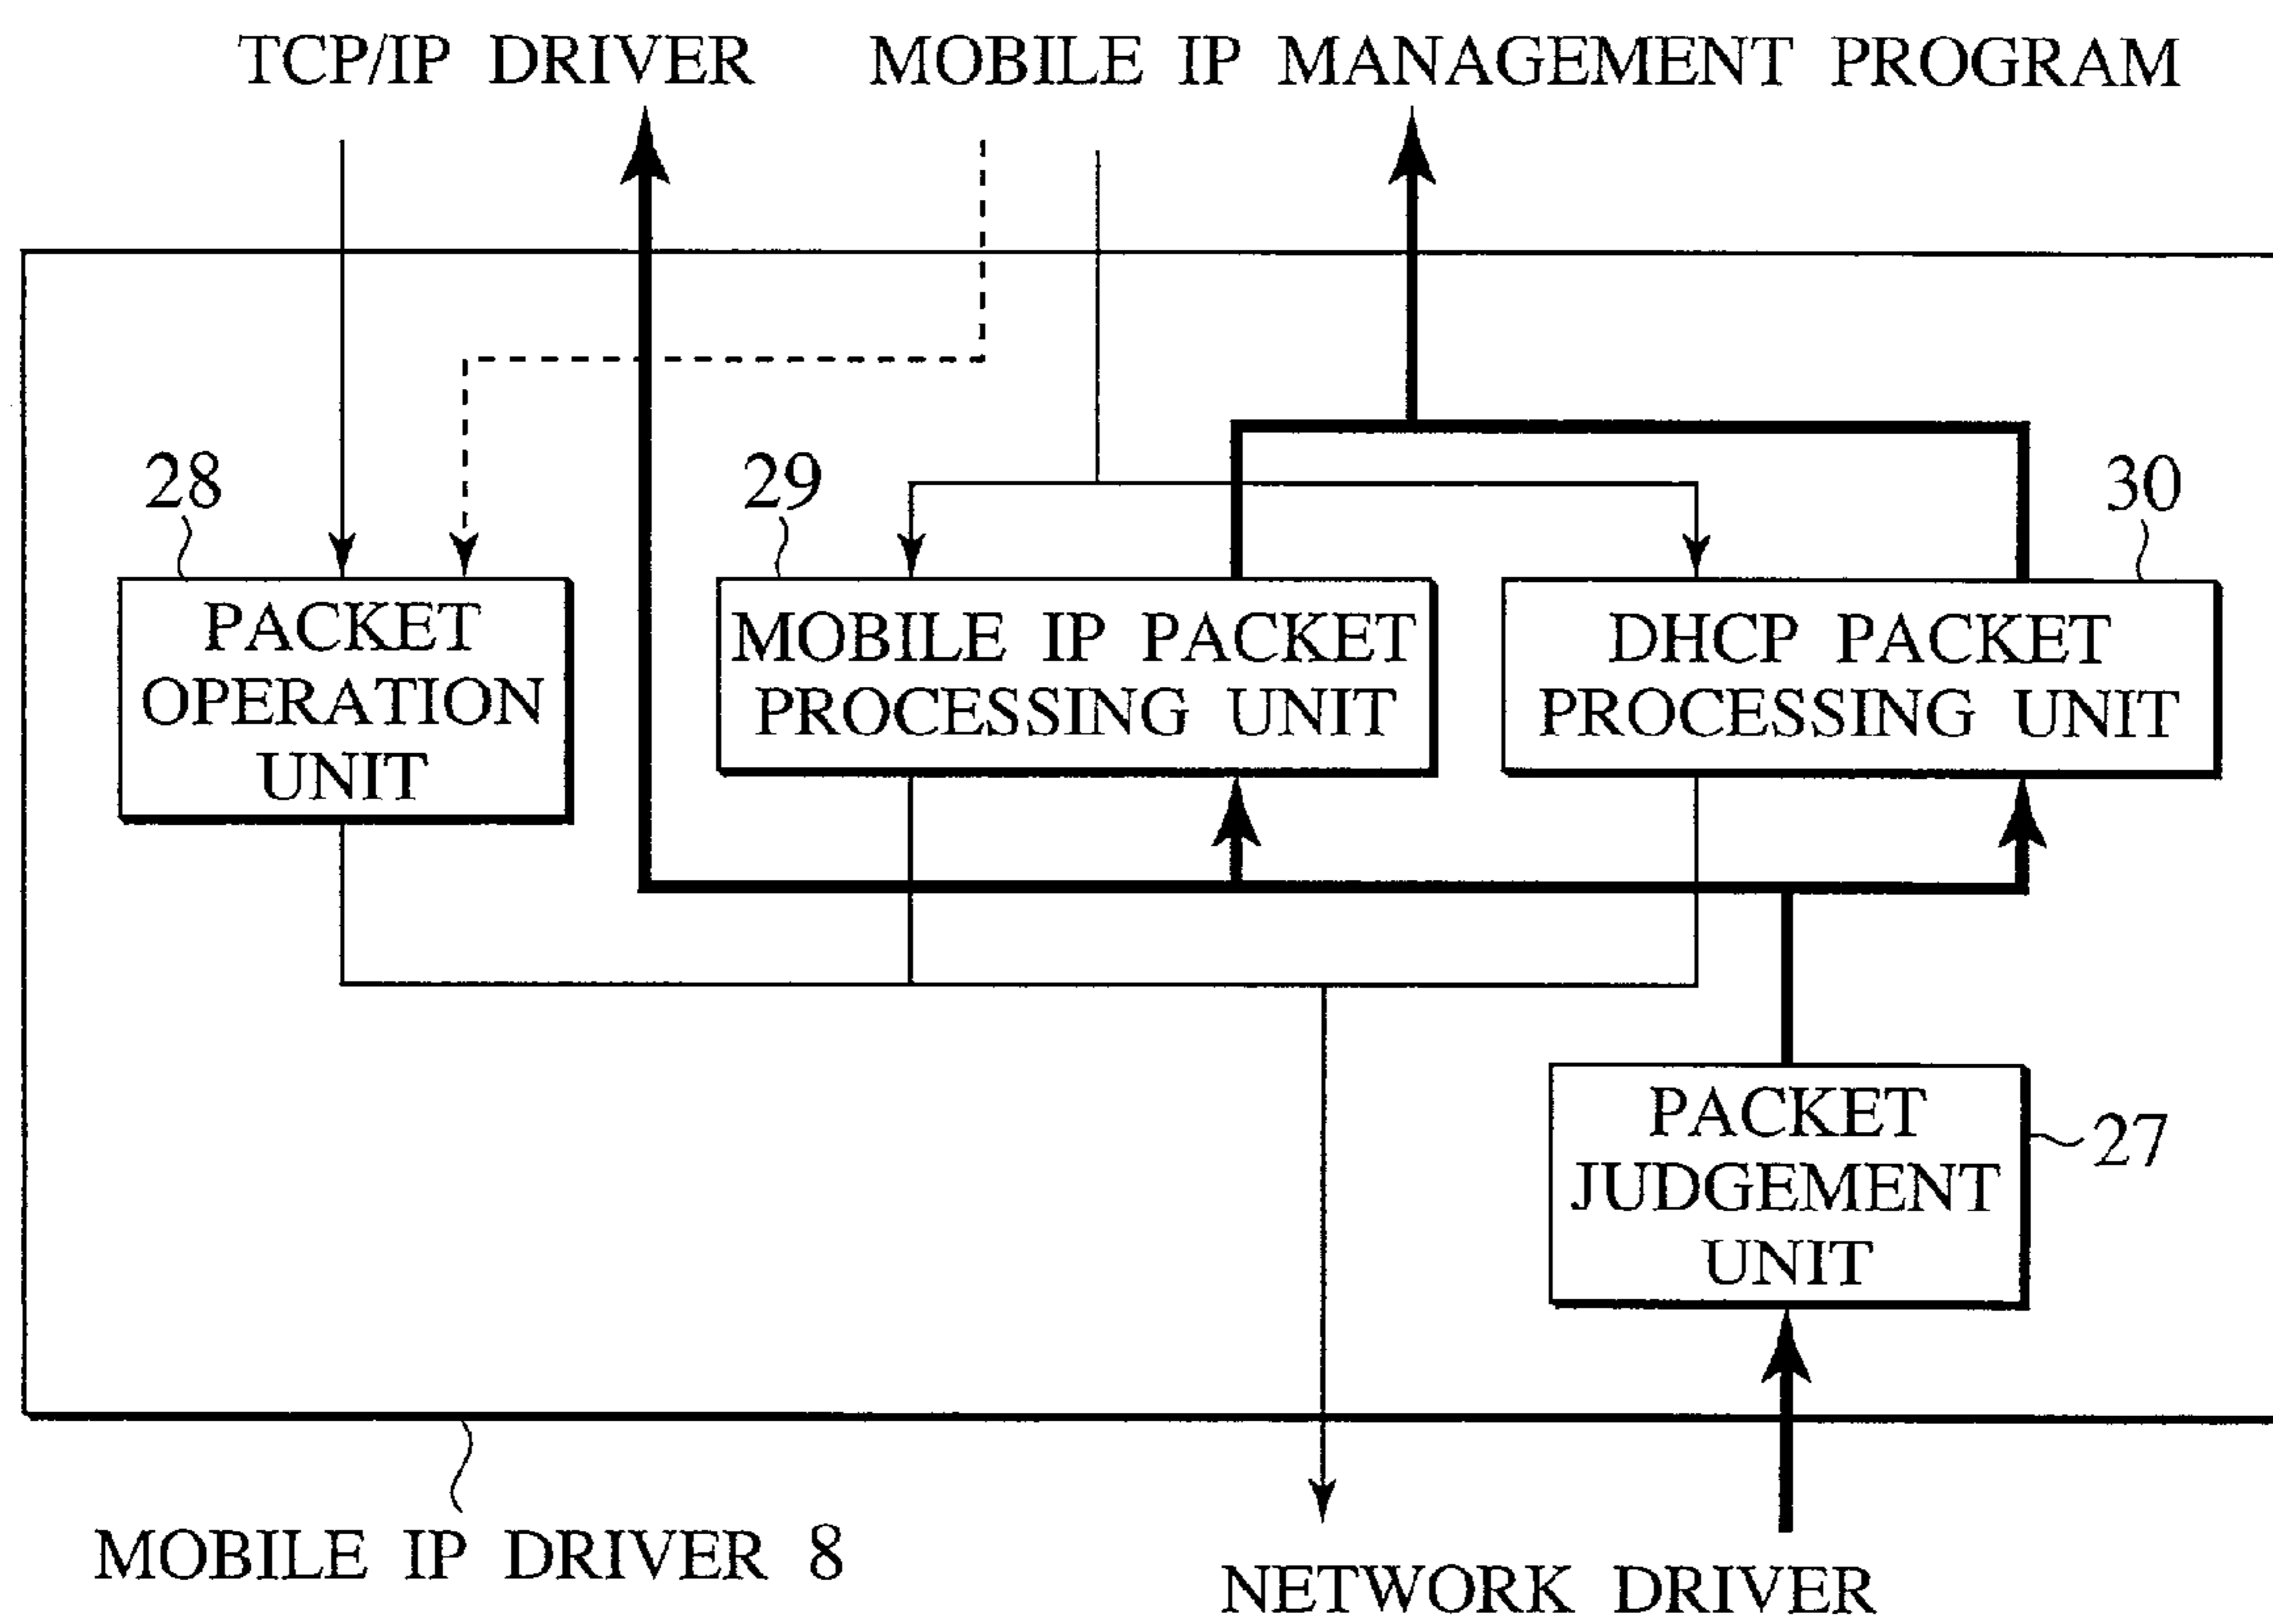 TCP/IP DRIVER
MOBILE IP MANAGEMENT PROGRAM
28
29
30
PACKET
OPERATION
UNIT
MOBILE IP PACKET
PROCESSING UNIT
DHCP PACKET
PROCESSING UNIT
PACKET
JUDGEMENT
UNIT
27
MOBILE IP DRIVER 8
NETWORK DRIVER